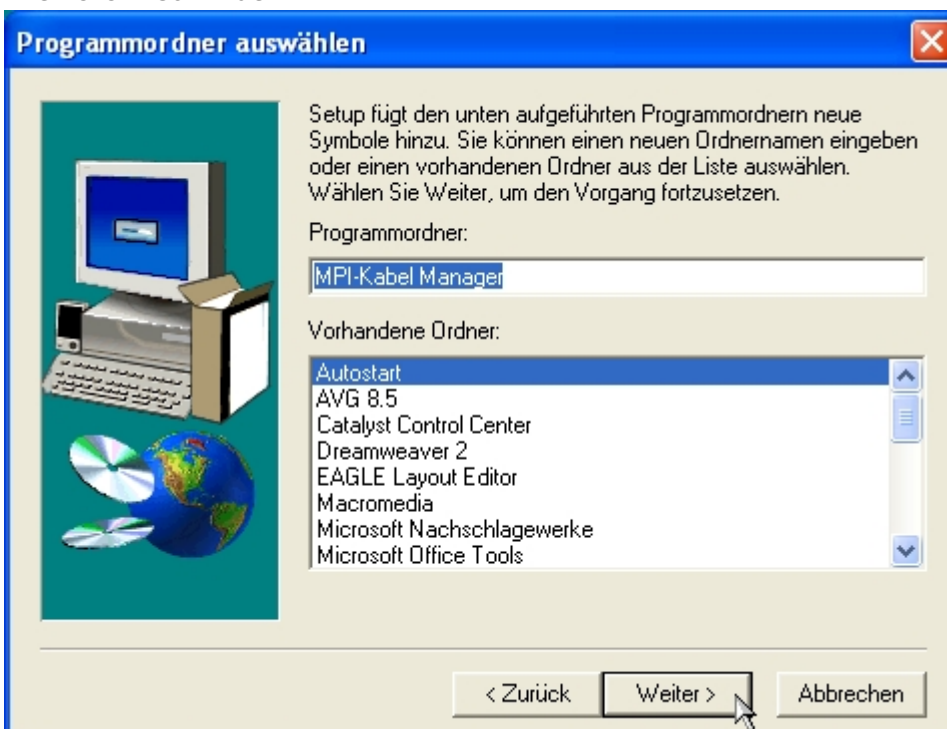 Programmordner auswählen
Setup fügt den unten aufgeführten Programmordnern neue
Symbole hinzu. Sie können einen neuen Ordnernamen eingeben
oder einen vorhandenen Ordner aus der Liste auswählen.
Wählen Sie Weiter, um den Vorgang fortzusetzen.
Programmordner:
MPI-Kabel Manager
Vorhandene Ordner:
Autostart
AVG 8.5
Catalyst Control Center
Dreamweaver 2
EAGLE Layout Editor
Macromedia
Microsoft Nachschlagewerke
Microsoft Office Tools
< Zurück Weiter > Abbrechen